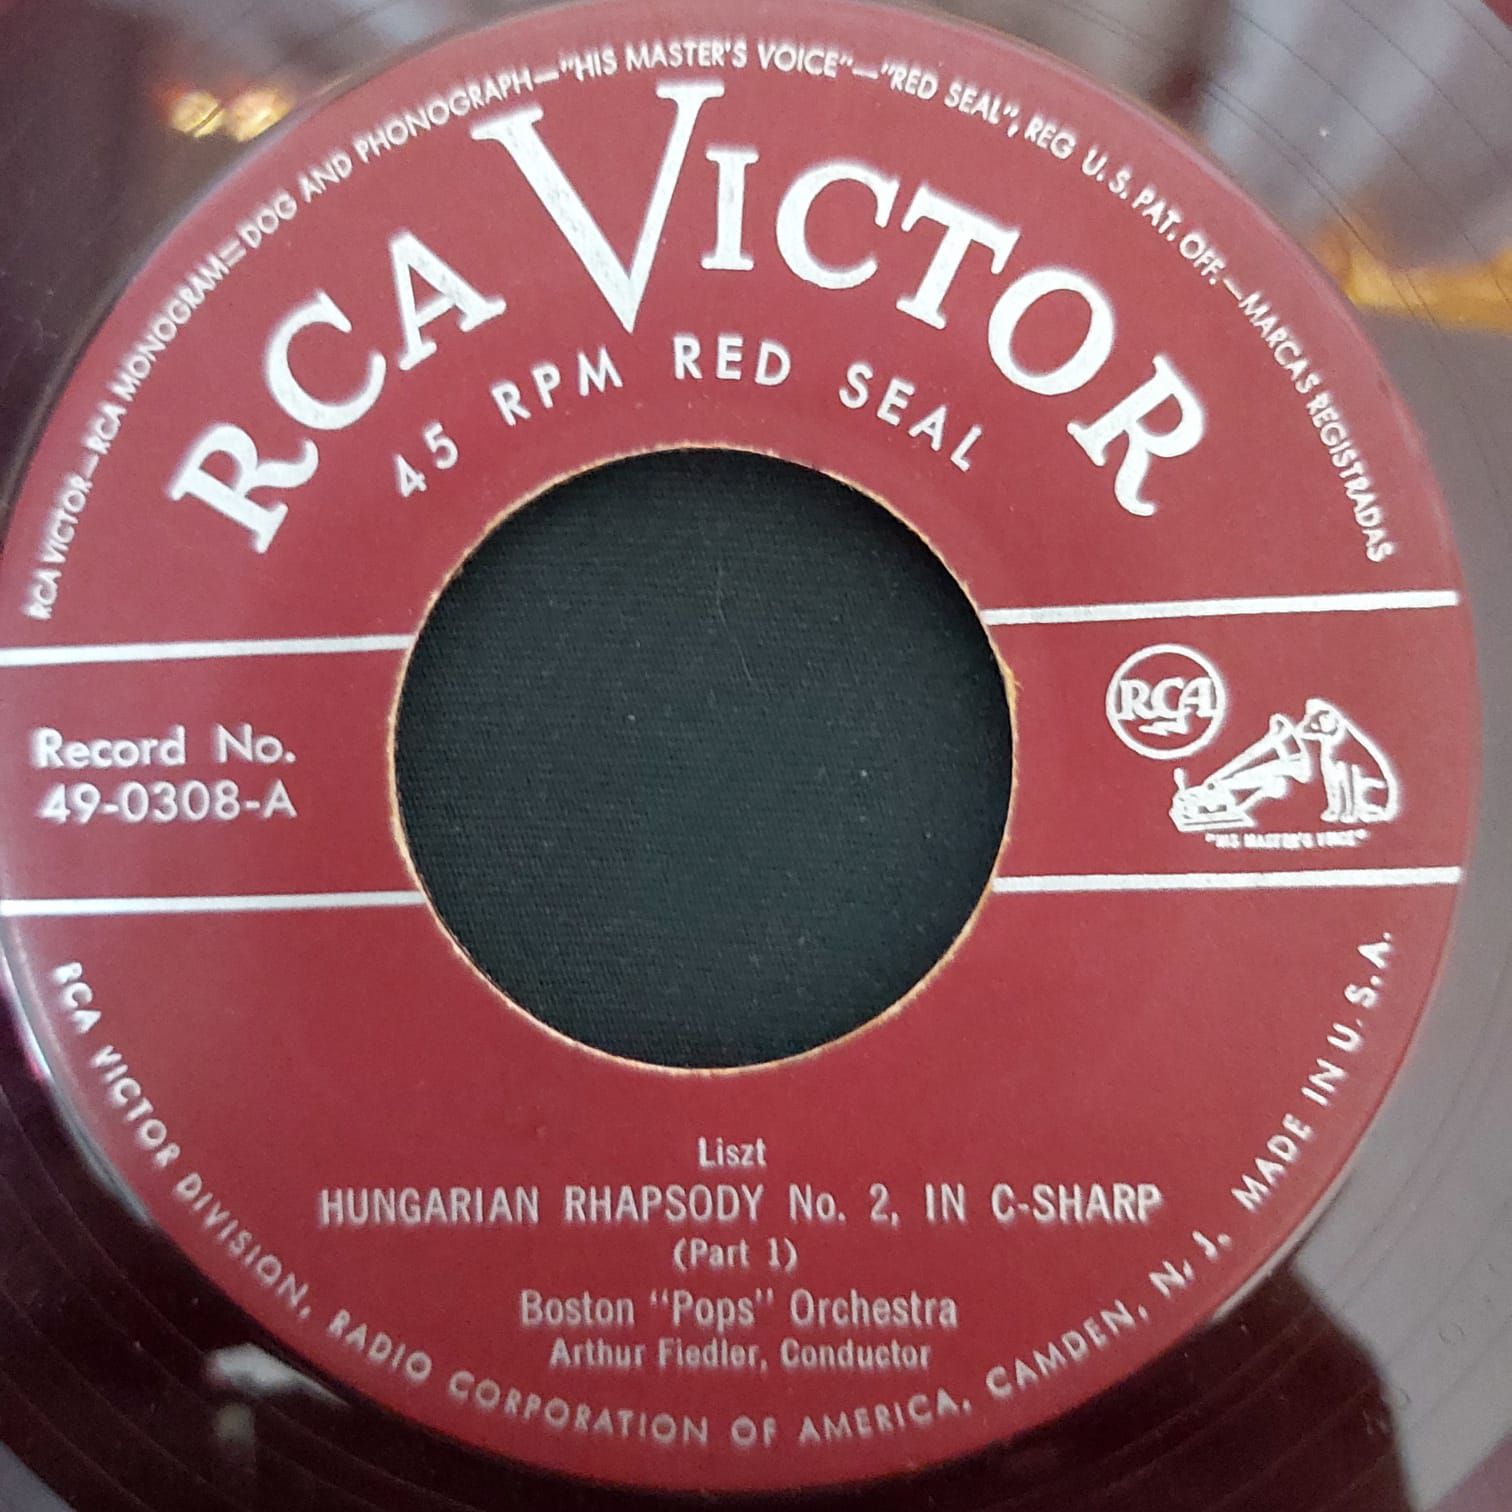 RCA VICTOR—RCA MONOGRAM—DOG AND PHONOGRAPH—"HIS MASTER'S VOICE"—"RED SEAL", REG U.S. PAT. OFF.—MARCAS REGISTRADAS
RCA VICTOR
45 RPM RED SEAL
Record No.
49-0308-A
RCA
"HIS MASTER'S VOICE"
Liszt
HUNGARIAN RHAPSODY No. 2, IN C-SHARP
(Part 1)
Boston "Pops" Orchestra
Arthur Fiedler, Conductor
RCA VICTOR DIVISION, RADIO CORPORATION OF AMERICA, CAMDEN, N. J. MADE IN U. S. A.